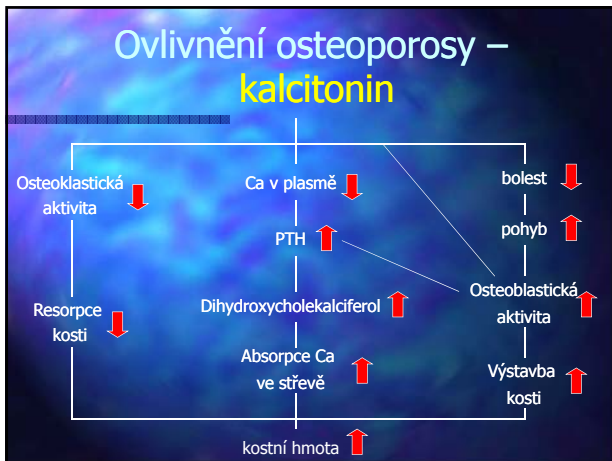 Ovlivnění osteoporosy –
kalcitonin
Osteoklastická
aktivita
Resorpce
kosti
Ca v plasmě
PTH
Dihydroxycholekalciferol
Absorpce Ca
ve střevě
bolest
pohyb
Osteoblastická
aktivita
Výstavba
kosti
kostní hmota